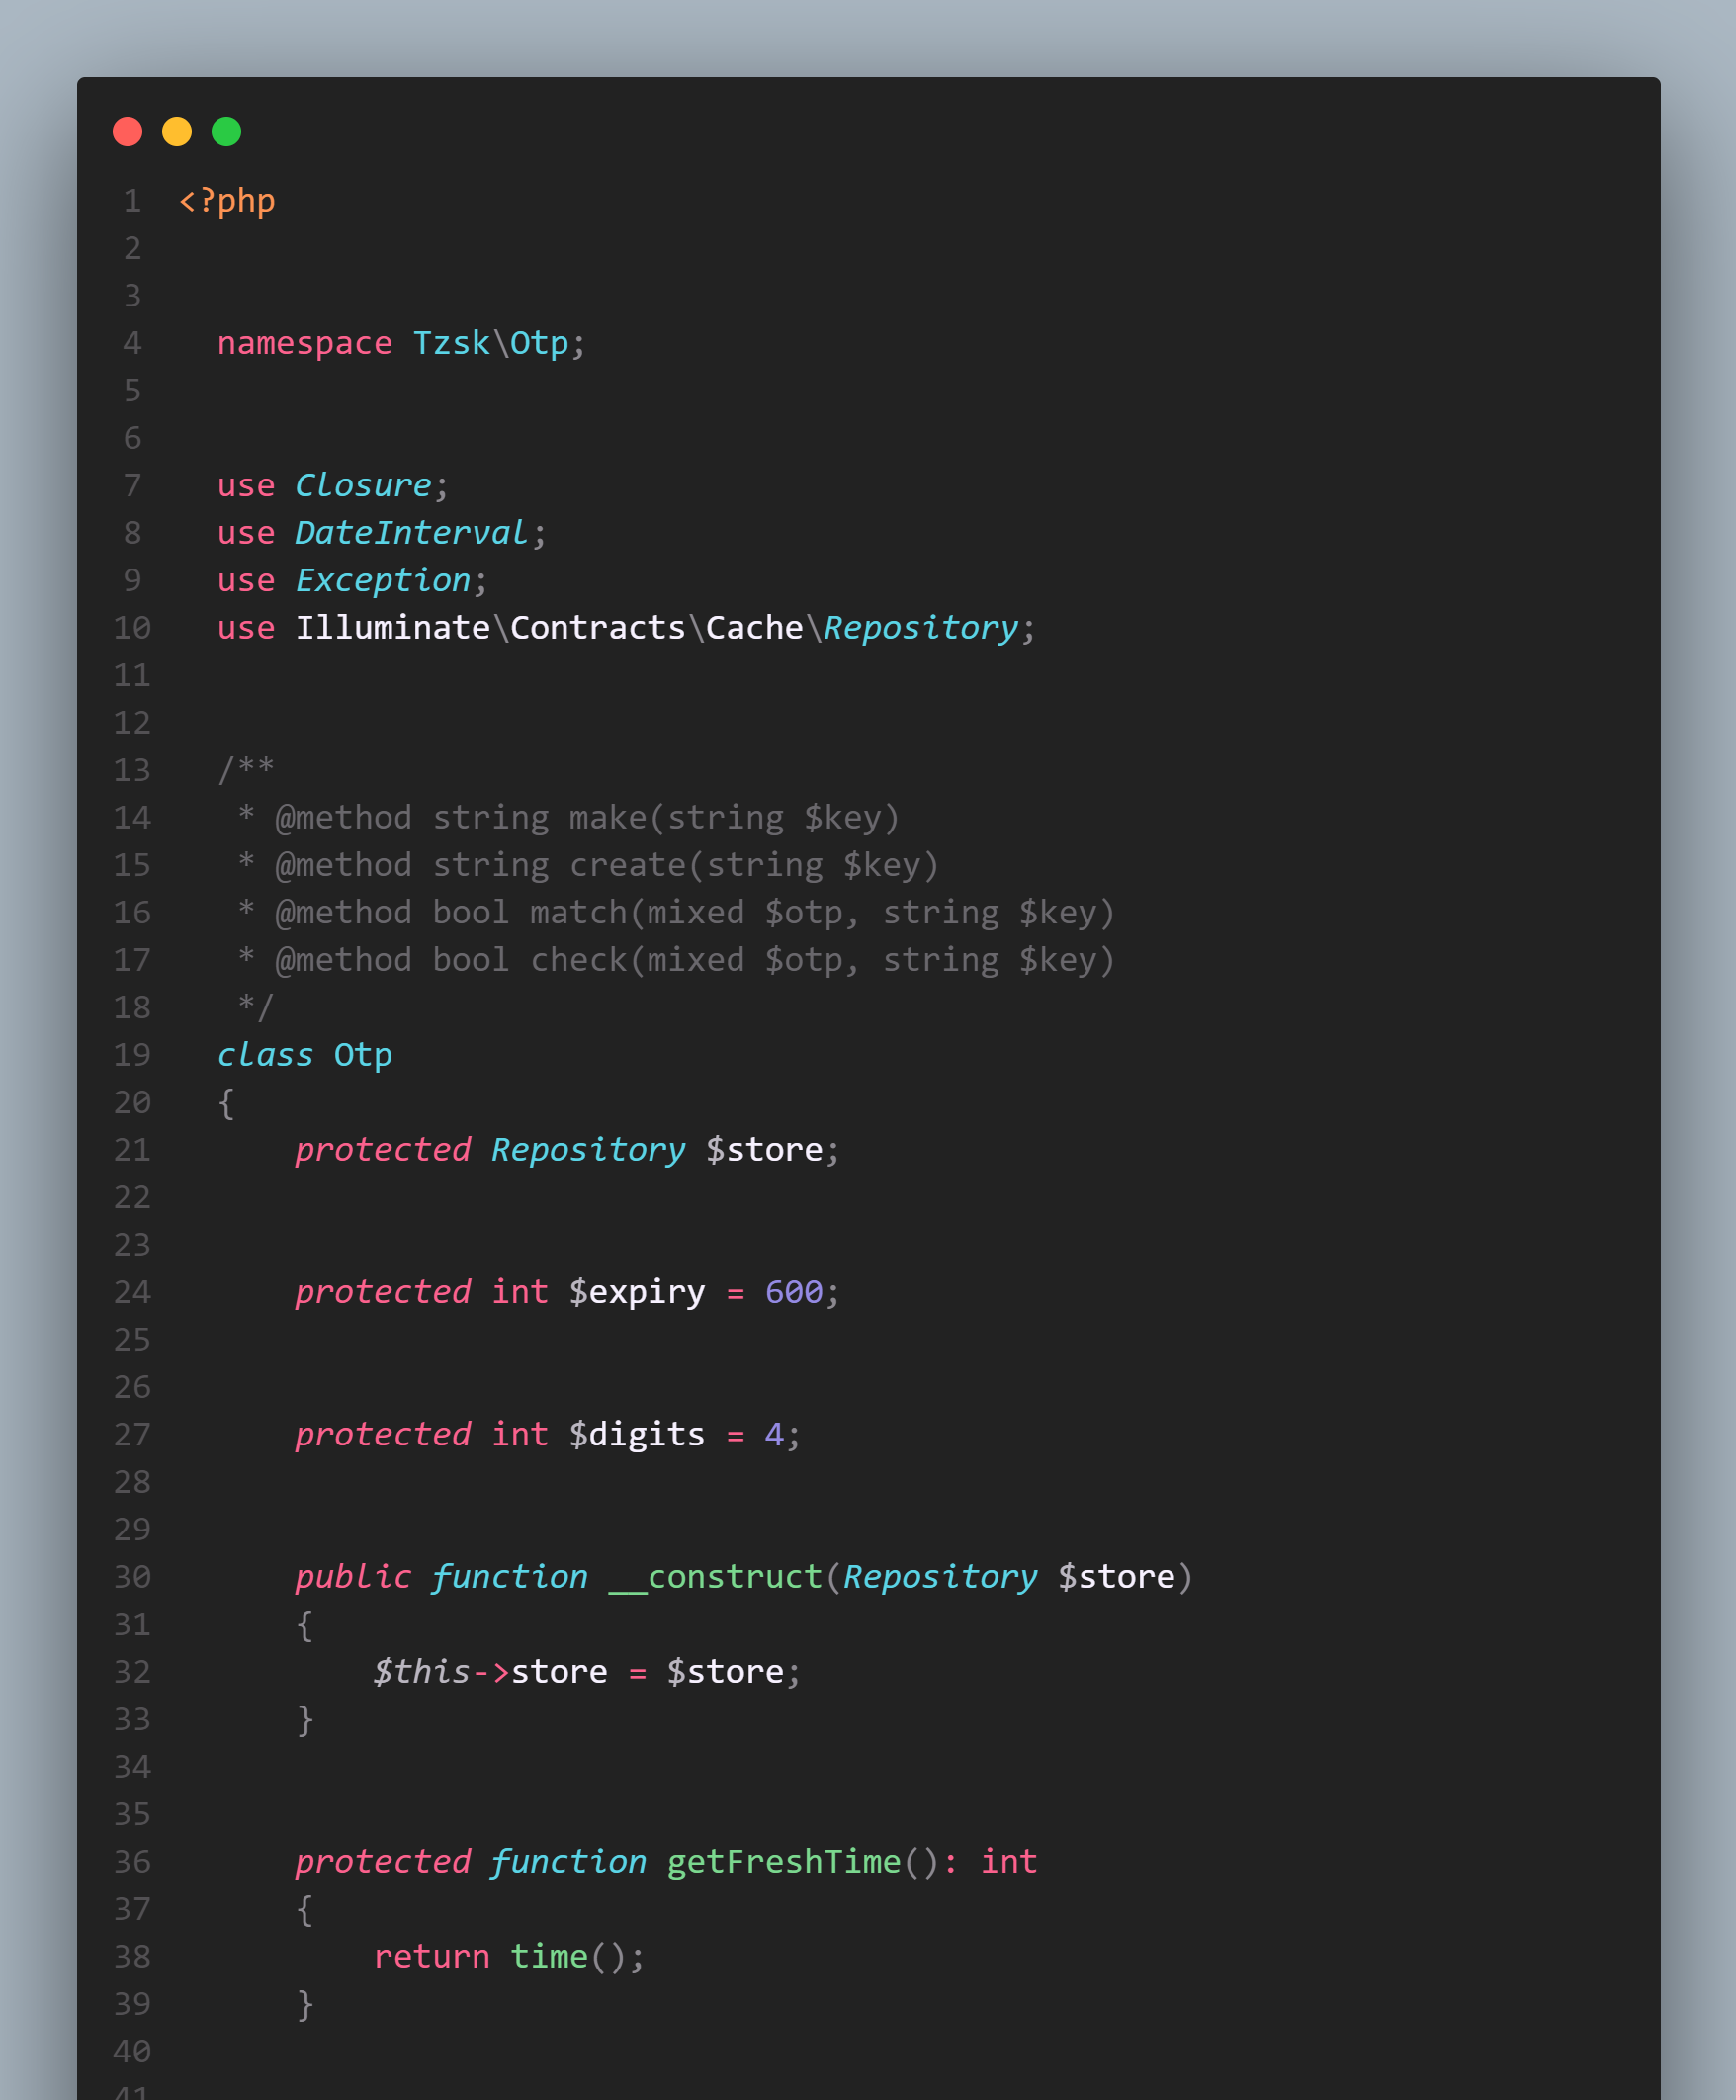 1 <?php
2
3
4 namespace Tzsk\Otp;
5
6
7 use Closure;
8 use DateInterval;
9 use Exception;
10 use Illuminate\Contracts\Cache\Repository;
11
12
13 /**
14  * @method string make(string $key)
15  * @method string create(string $key)
16  * @method bool match(mixed $otp, string $key)
17  * @method bool check(mixed $otp, string $key)
18  */
19 class Otp
20 {
21     protected Repository $store;
22
23
24     protected int $expiry = 600;
25
26
27     protected int $digits = 4;
28
29
30     public function __construct(Repository $store)
31     {
32         $this->store = $store;
33     }
34
35
36     protected function getFreshTime(): int
37     {
38         return time();
39     }
40
41